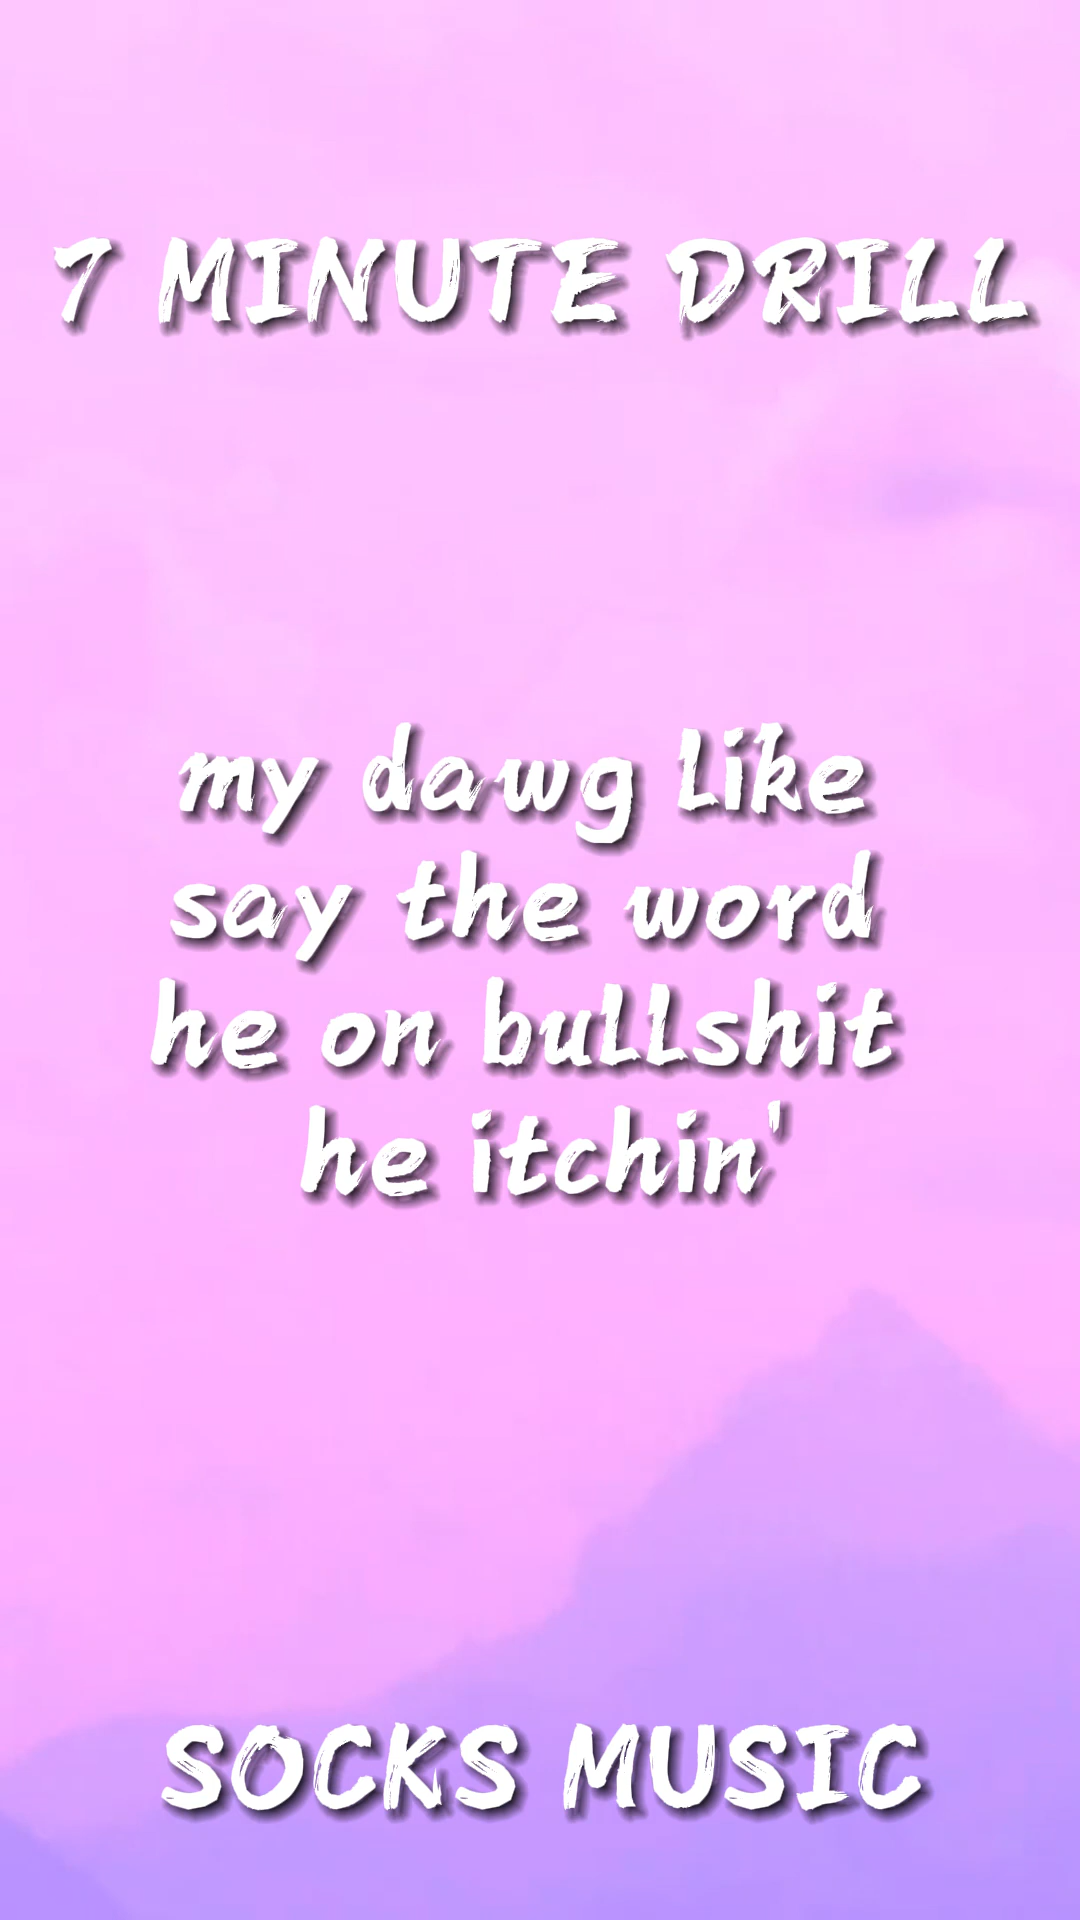 7 MINUTE DRILL
my dawg like
say the word
he on bullshit
he itchin'
SOCKS MUSIC